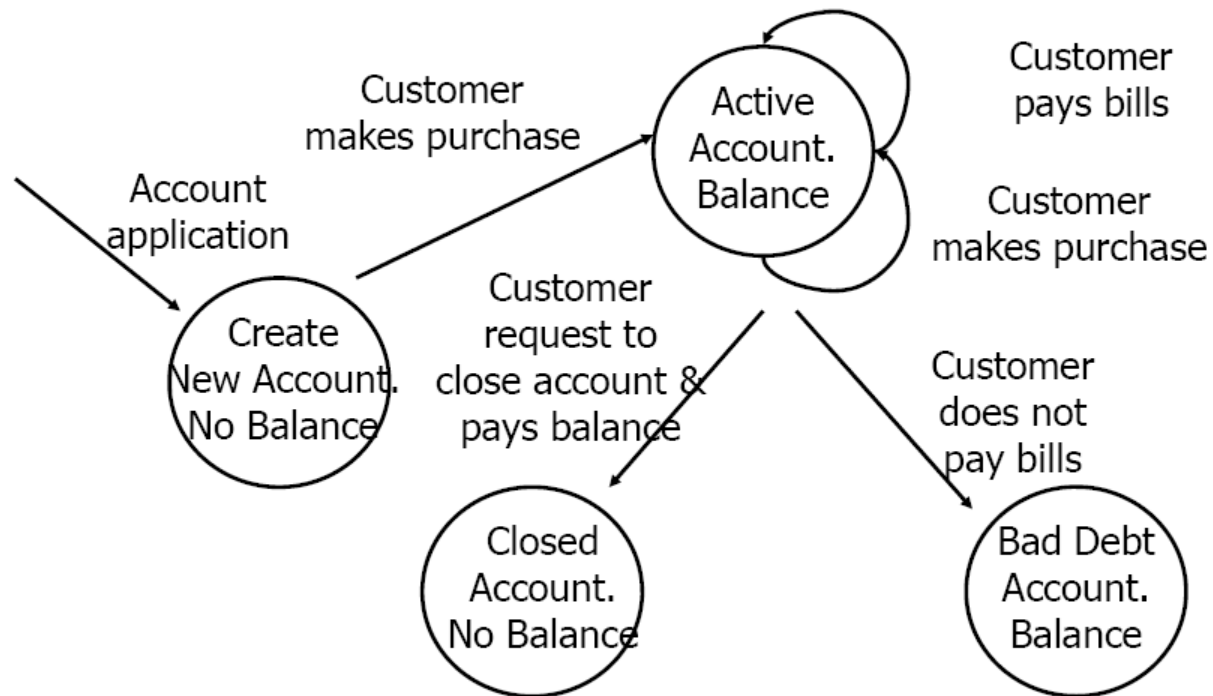 Customer
makes purchase
Account
application
Create
New Account.
No Balance
Active
Account.
Balance
Customer
pays bills
Customer
makes purchase
Customer
request to
close account &
pays balance
Customer
does not
pay bills
Closed
Account.
No Balance
Bad Debt
Account.
Balance